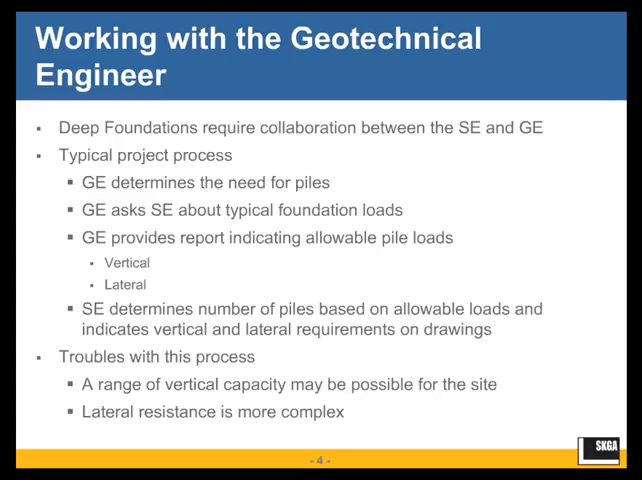 Working with the Geotechnical
Engineer
▪ Deep Foundations require collaboration between the SE and GE
▪ Typical project process
▪ GE determines the need for piles
▪ GE asks SE about typical foundation loads
▪ GE provides report indicating allowable pile loads
▪ Vertical
▪ Lateral
▪ SE determines number of piles based on allowable loads and
indicates vertical and lateral requirements on drawings
▪ Troubles with this process
▪ A range of vertical capacity may be possible for the site
▪ Lateral resistance is more complex
- 4 -
SKGA